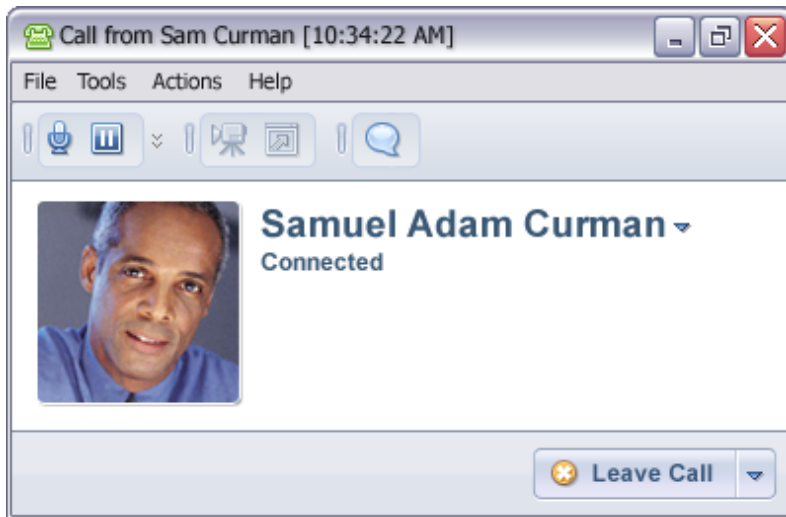 Call from Sam Curman [10:34:22 AM]
File Tools Actions Help
Samuel Adam Curman
Connected
Leave Call